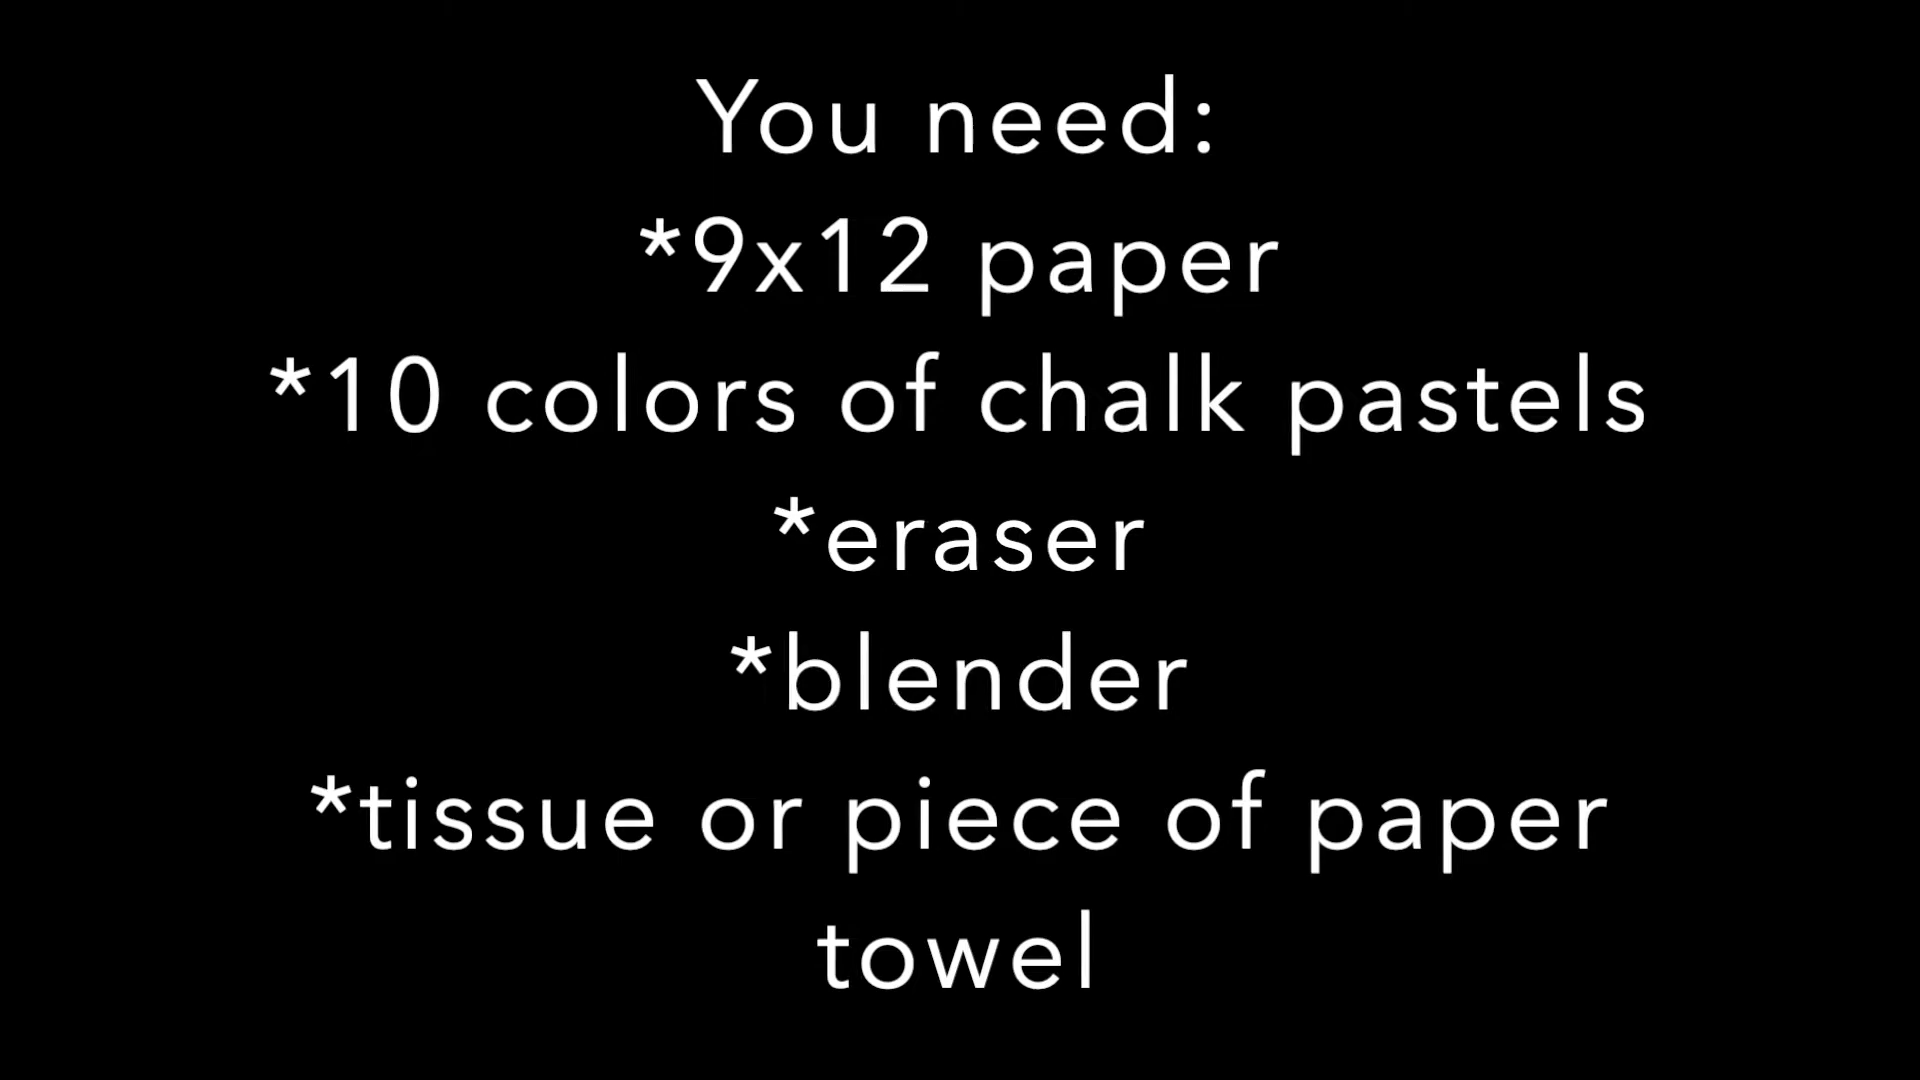 You need:
*9x12 paper
*10 colors of chalk pastels
*eraser
*blender
*tissue or piece of paper
towel